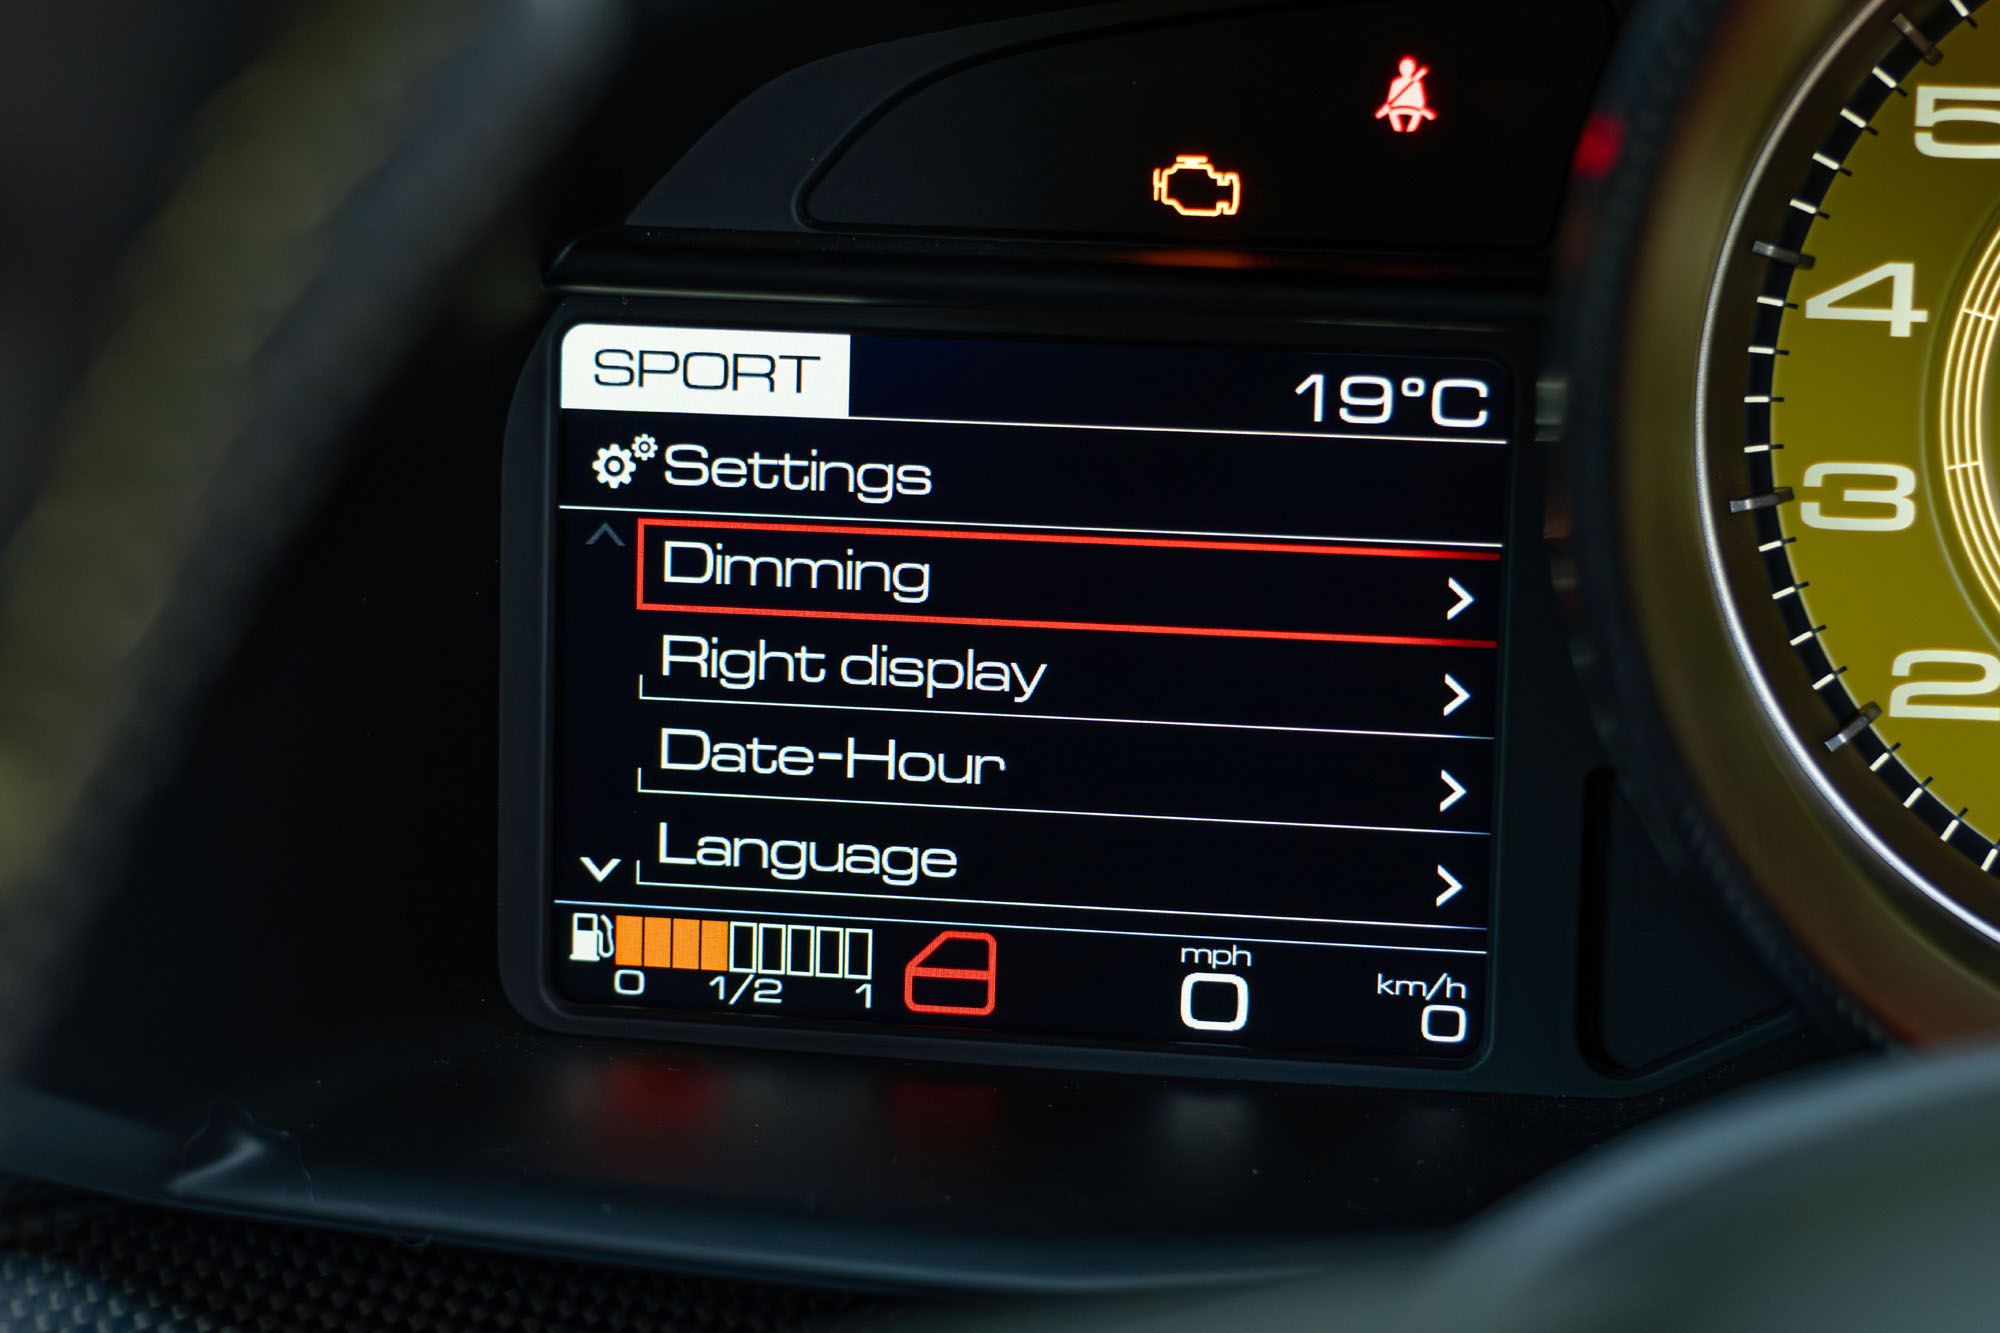 SPORT
19°C
Settings
Dimming
Right display
Date-Hour
Language
0 1/2 1
mph
0
km/h
0
5
4
3
2